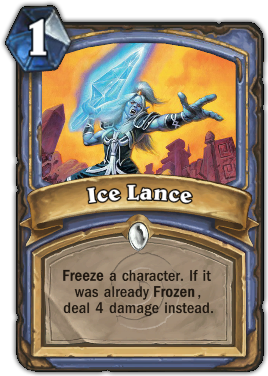 1
Ice Lance
Freeze a character. If it
was already Frozen,
deal 4 damage instead.